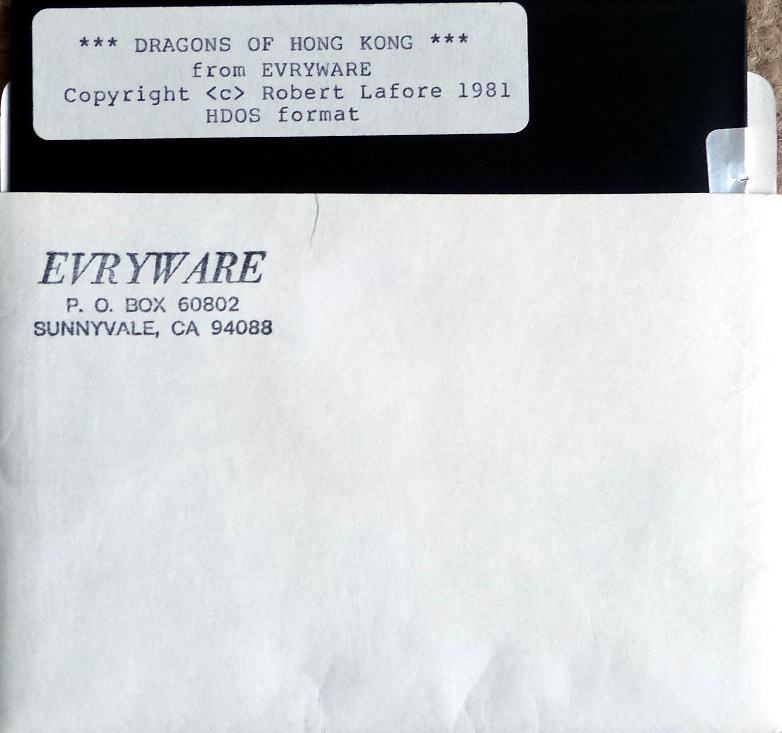 *** DRAGONS OF HONG KONG ***
from EVRYWARE
Copyright <c> Robert Lafore 1981
HDOS format
EVRYWARE
P. O. BOX 60802
SUNNYVALE, CA 94088